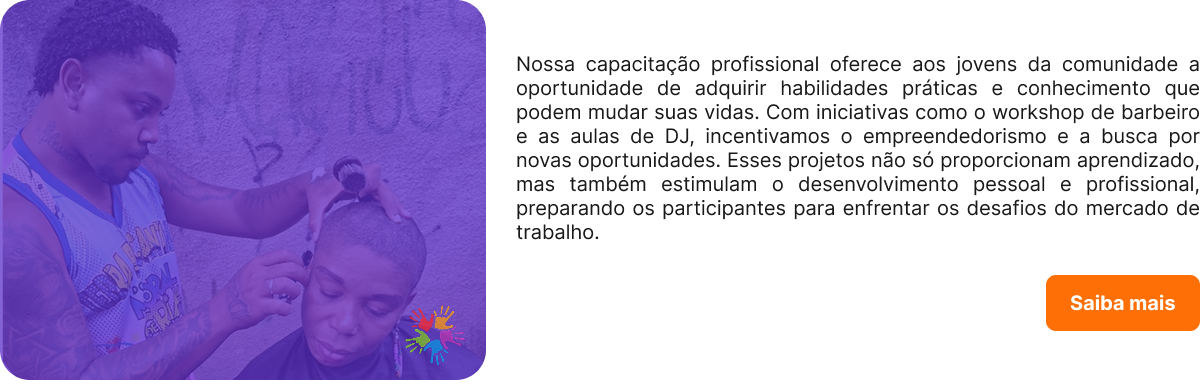 Nossa capacitação profissional oferece aos jovens da comunidade a
oportunidade de adquirir habilidades práticas e conhecimento que
podem mudar suas vidas. Com iniciativas como o workshop de barbeiro
e as aulas de DJ, incentivamos o empreendedorismo e a busca por
novas oportunidades. Esses projetos não só proporcionam aprendizado,
mas também estimulam o desenvolvimento pessoal e profissional,
preparando os participantes para enfrentar os desafios do mercado de
trabalho.
Saiba mais